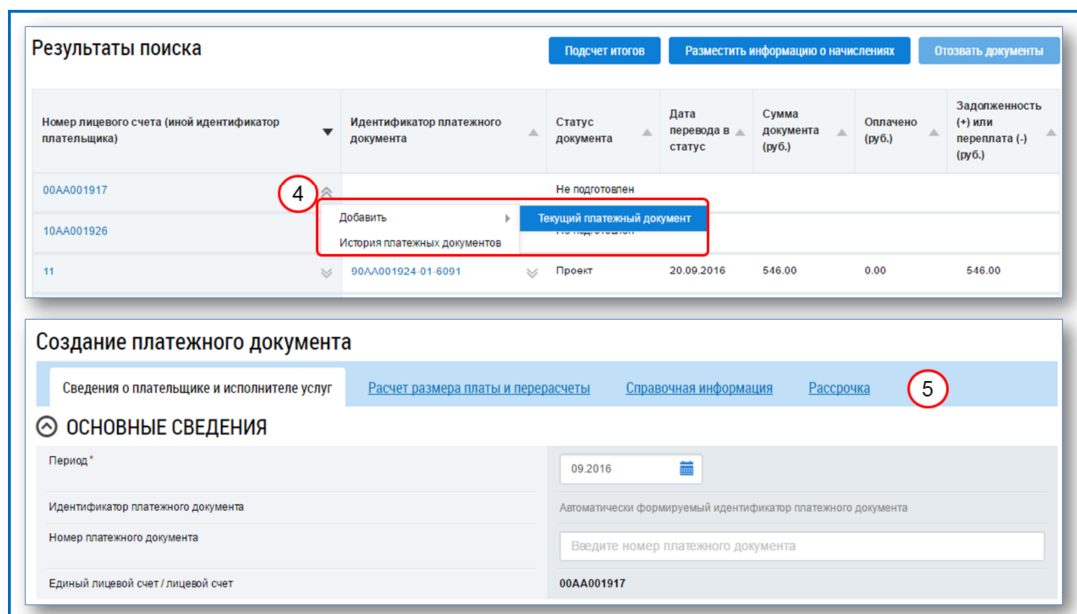 Результаты поиска
Подсчет итогов
Разместить информацию о начислениях
Отозвать документы
Номер лицевого счета (иной идентификатор
плательщика)
Идентификатор платежного
документа
Статус
документа
Дата
перевода в
статус
Сумма
документа
(руб.)
Оплачено
(руб.)
Задолженность
(+) или
переплата (-)
(руб.)
00АА001917
4
Не подготовлен
Добавить
Текущий платежный документ
10АА001926
История платежных документов
11
90АА001924-01-6091
Проект
20.09.2016
546.00
0.00
546.00
Создание платежного документа
Сведения о плательщике и исполнителе услуг
Расчет размера платы и перерасчеты
Справочная информация
Рассрочка
5
ОСНОВНЫЕ СВЕДЕНИЯ
Период*
09.2016
Идентификатор платежного документа
Автоматически формируемый идентификатор платежного документа
Номер платежного документа
Введите номер платежного документа
Единый лицевой счет / лицевой счет
00АА001917